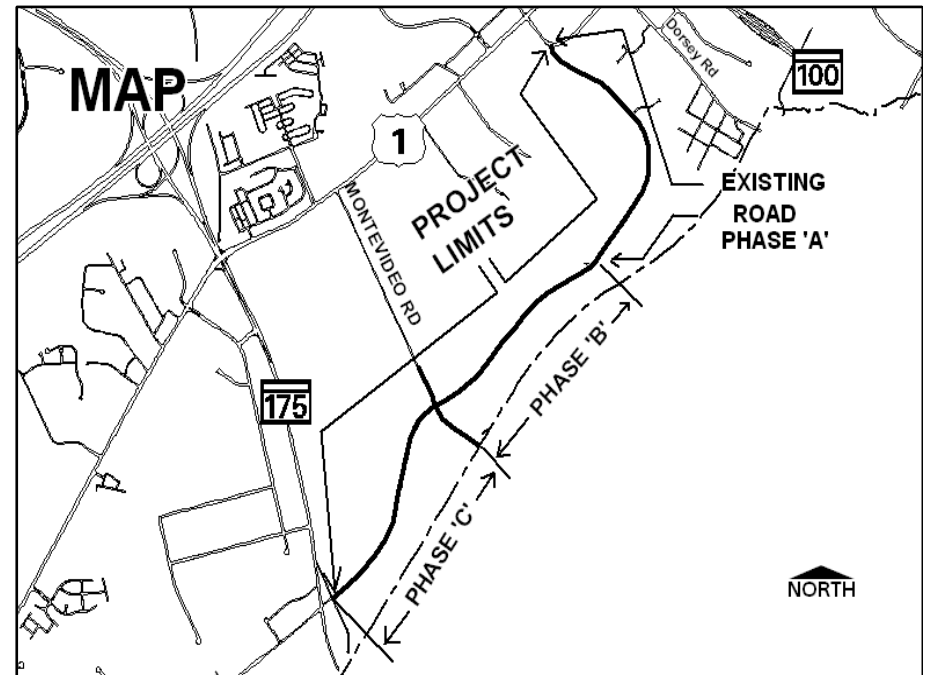 MAP
Dorsey Rd
100
1
PROJECT
LIMITS
MONTEVIDEO RD
EXISTING
ROAD
PHASE 'A'
PHASE 'B'
175
PHASE 'C'
NORTH